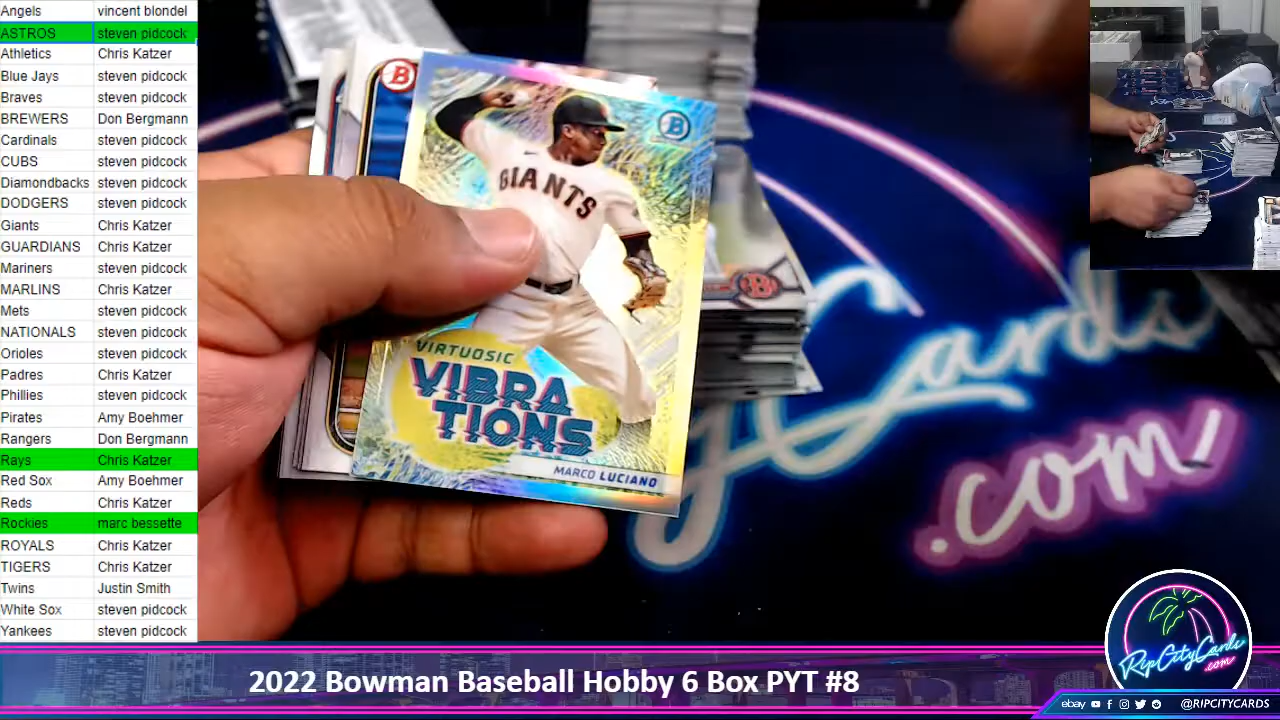 Angels vincent blondel
ASTROS steven pidcock
Athletics Chris Katzer
Blue Jays steven pidcock
Braves steven pidcock
BREWERS Don Bergmann
Cardinals steven pidcock
CUBS steven pidcock
Diamondbacks steven pidcock
DODGERS steven pidcock
Giants Chris Katzer
GUARDIANS Chris Katzer
Mariners steven pidcock
MARLINS Chris Katzer
Mets steven pidcock
NATIONALS steven pidcock
Orioles steven pidcock
Padres Chris Katzer
Phillies steven pidcock
Pirates Amy Boehmer
Rangers Don Bergmann
Rays Chris Katzer
Red Sox Amy Boehmer
Reds Chris Katzer
Rockies marc bessette
ROYALS Chris Katzer
TIGERS Chris Katzer
Twins Justin Smith
White Sox steven pidcock
Yankees steven pidcock
B
B
GIANTS
VIRTUOSIC
VIBRA
TIONS
MARCO LUCIANO
B
Cards
.com
2022 Bowman Baseball Hobby 6 Box PYT #8
RipCityCards
.com
ebay @RIPCITYCARDS